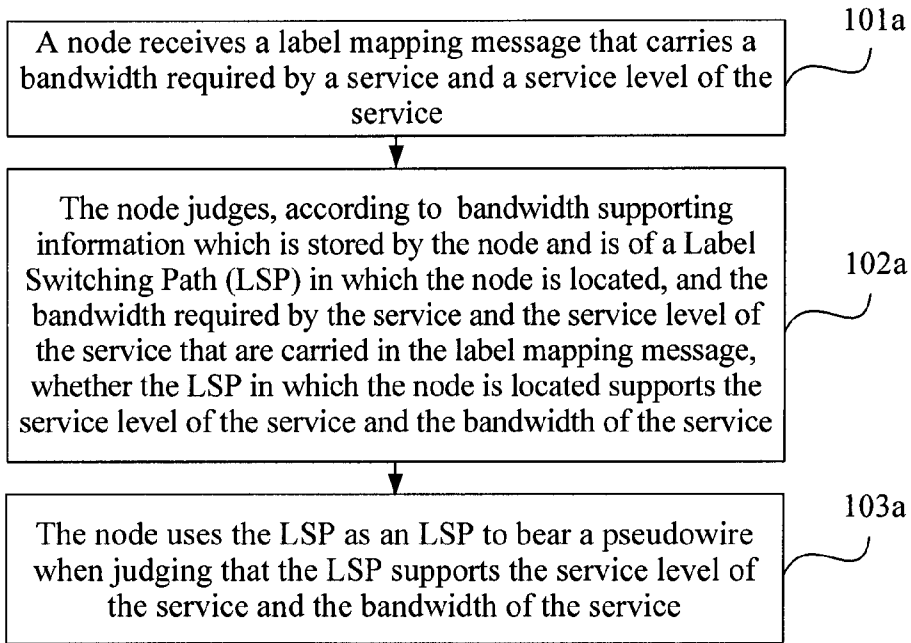 A node receives a label mapping message that carries a
bandwidth required by a service and a service level of the
service
101a
The node judges, according to bandwidth supporting
information which is stored by the node and is of a Label
Switching Path (LSP) in which the node is located, and the
bandwidth required by the service and the service level of
the service that are carried in the label mapping message,
whether the LSP in which the node is located supports the
service level of the service and the bandwidth of the service
102a
The node uses the LSP as an LSP to bear a pseudowire
when judging that the LSP supports the service level of
the service and the bandwidth of the service
103a